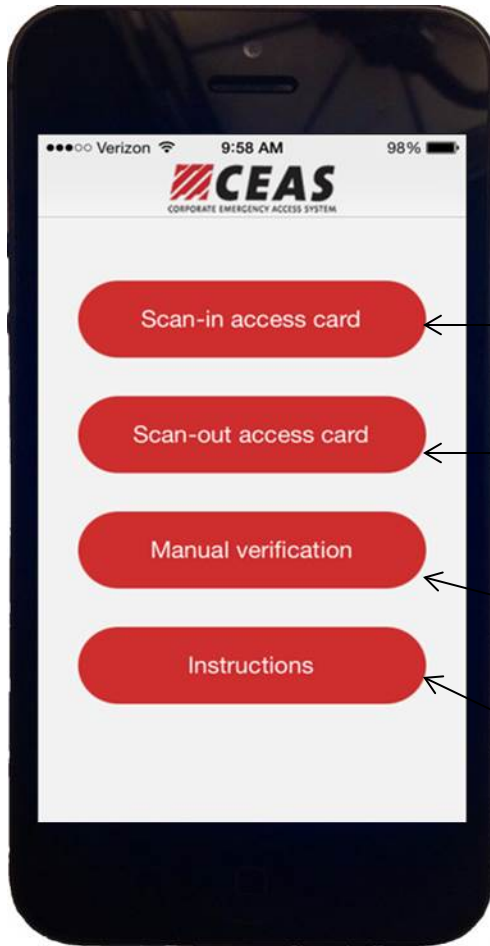 Verizon 9:58 AM 98%
CEAS
CORPORATE EMERGENCY ACCESS SYSTEM
Scan-in access card
Scan-out access card
Manual verification
Instructions